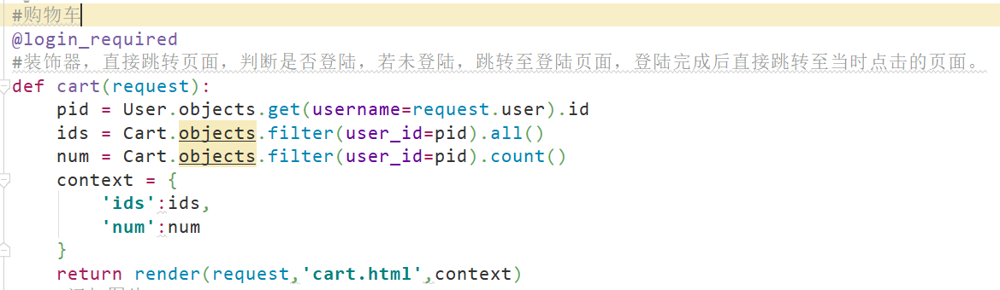 #购物车
@login_required
#装饰器，直接跳转页面，判断是否登陆，若未登陆，跳转至登陆页面，登陆完成后直接跳转至当时点击的页面。
def cart(request):
    pid = User.objects.get(username=request.user).id
    ids = Cart.objects.filter(user_id=pid).all()
    num = Cart.objects.filter(user_id=pid).count()
    context = {
        'ids':ids,
        'num':num
    }
    return render(request,'cart.html',context)